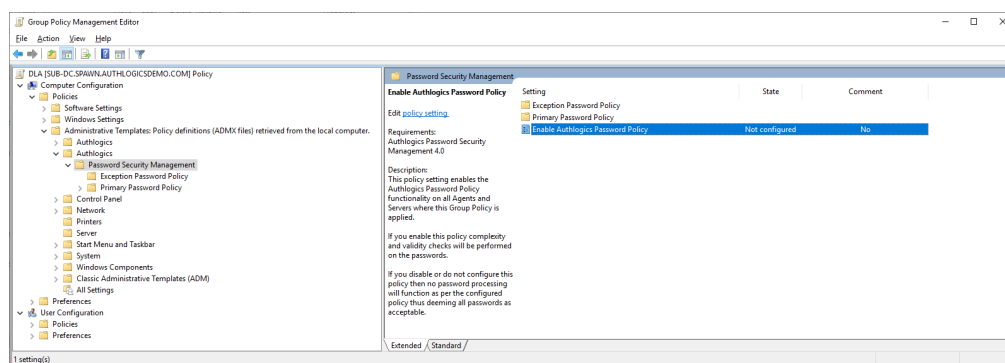 Group Policy Management Editor
File Action View Help
DLA [SUB-DC.SPAWN.AUTHLOGICSDEMO.COM] Policy
Computer Configuration
Policies
Software Settings
Windows Settings
Administrative Templates: Policy definitions (ADMX files) retrieved from the local computer.
Authlogics
Authlogics
Password Security Management
Exception Password Policy
Primary Password Policy
Control Panel
Network
Printers
Server
Start Menu and Taskbar
System
Windows Components
Classic Administrative Templates (ADM)
All Settings
Preferences
User Configuration
Policies
Preferences
Password Security Management
Enable Authlogics Password Policy
Edit policy setting
Requirements:
Authlogics Password Security
Management 4.0
Description:
This policy setting enables the
Authlogics Password Policy
functionality on all Agents and
Servers where this Group Policy is
applied.
If you enable this policy complexity
and validity checks will be performed
on the passwords.
If you disable or do not configure this
policy then no password processing
will function as per the configured
policy thus deeming all passwords as
acceptable.
Setting State Comment
Exception Password Policy
Primary Password Policy
Enable Authlogics Password Policy Not configured No
Extended Standard
1 setting(s)